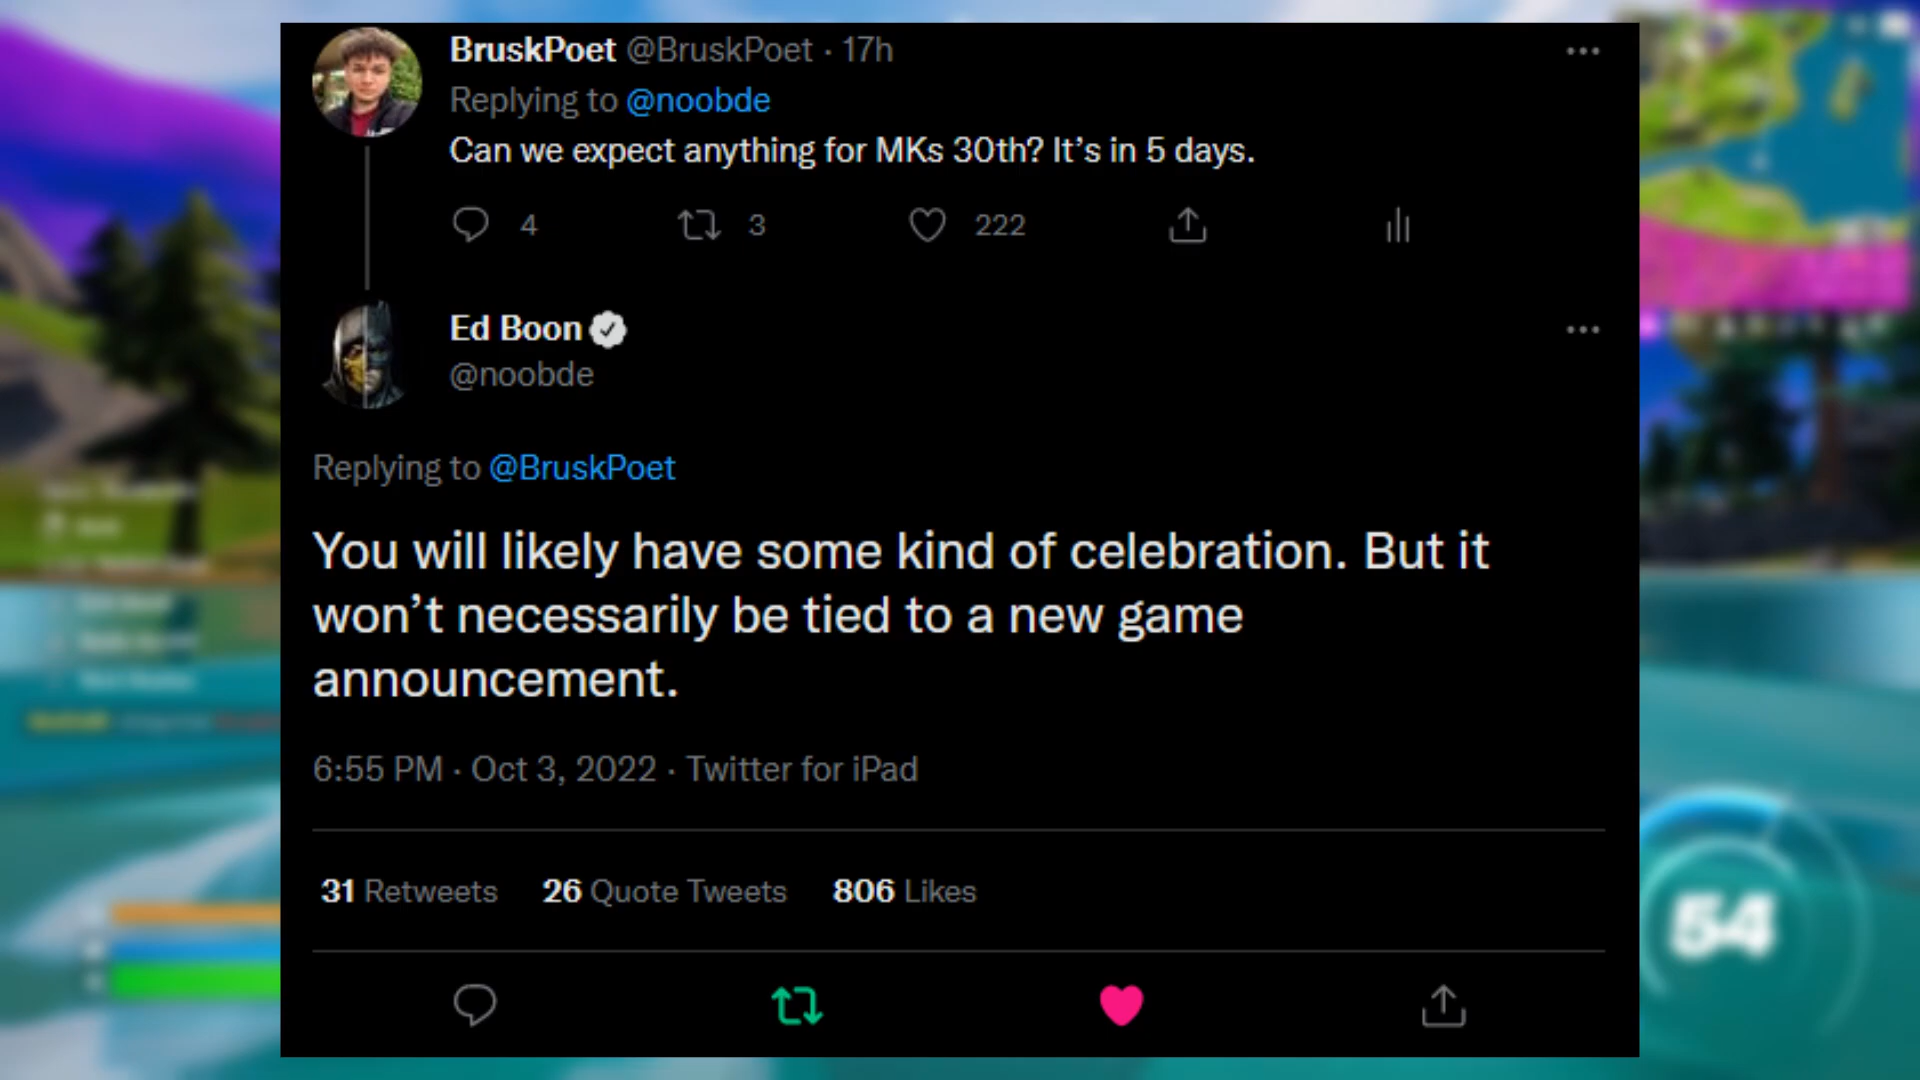 BruskPoet @BruskPoet · 17h
Replying to @noobde
Can we expect anything for MKs 30th? It’s in 5 days.
4 3 222
Ed Boon
@noobde
Replying to @BruskPoet
You will likely have some kind of celebration. But it
won’t necessarily be tied to a new game
announcement.
6:55 PM · Oct 3, 2022 · Twitter for iPad
31 Retweets 26 Quote Tweets 806 Likes
54